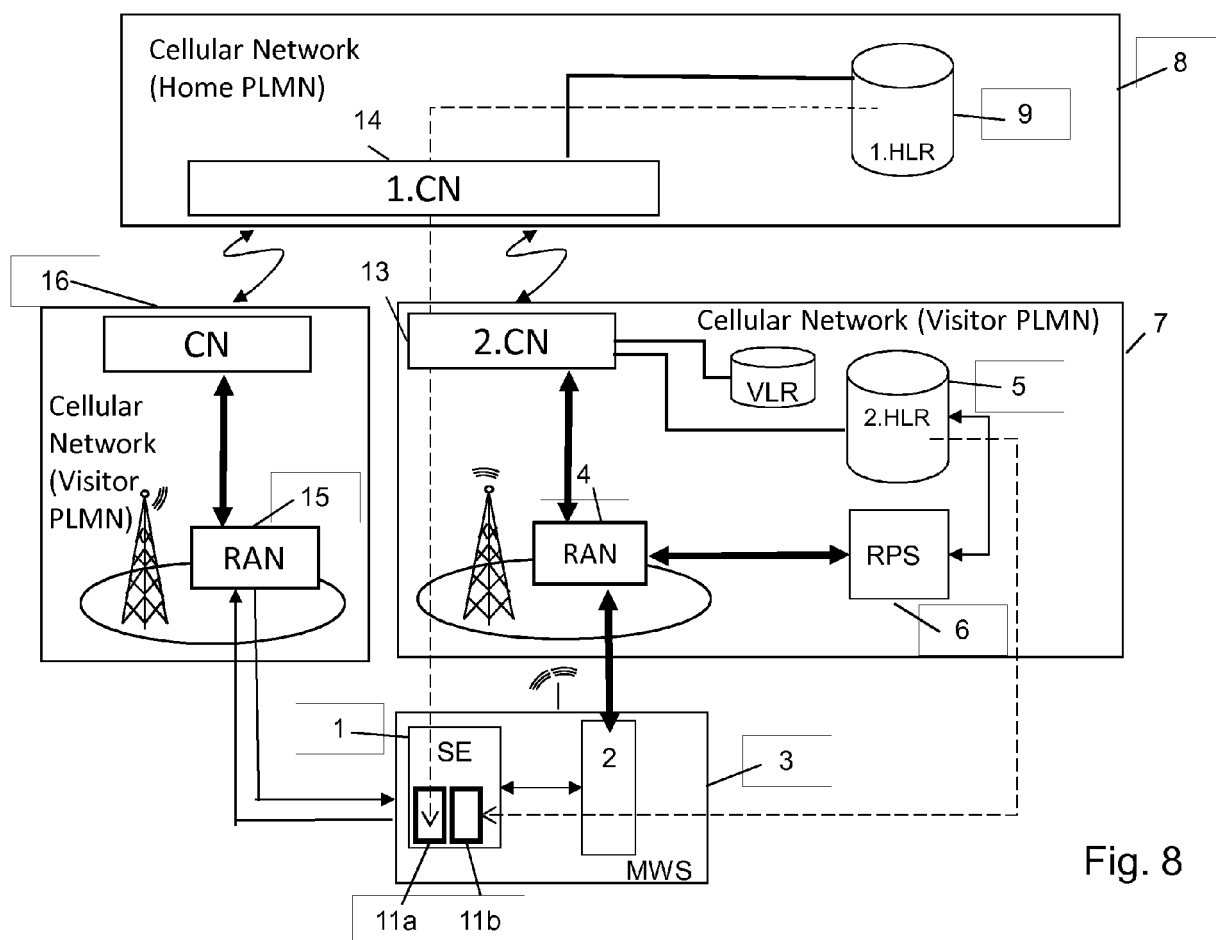 Cellular Network
(Home PLMN)
8
9
1.HLR
14
1.CN
16
13
CN
2.CN
Cellular Network (Visitor PLMN)
7
VLR
5
2.HLR
Cellular
Network
(Visitor
PLMN)
15
4
RAN
RAN
RPS
6
1
SE
2
3
MWS
11a
11b
Fig. 8